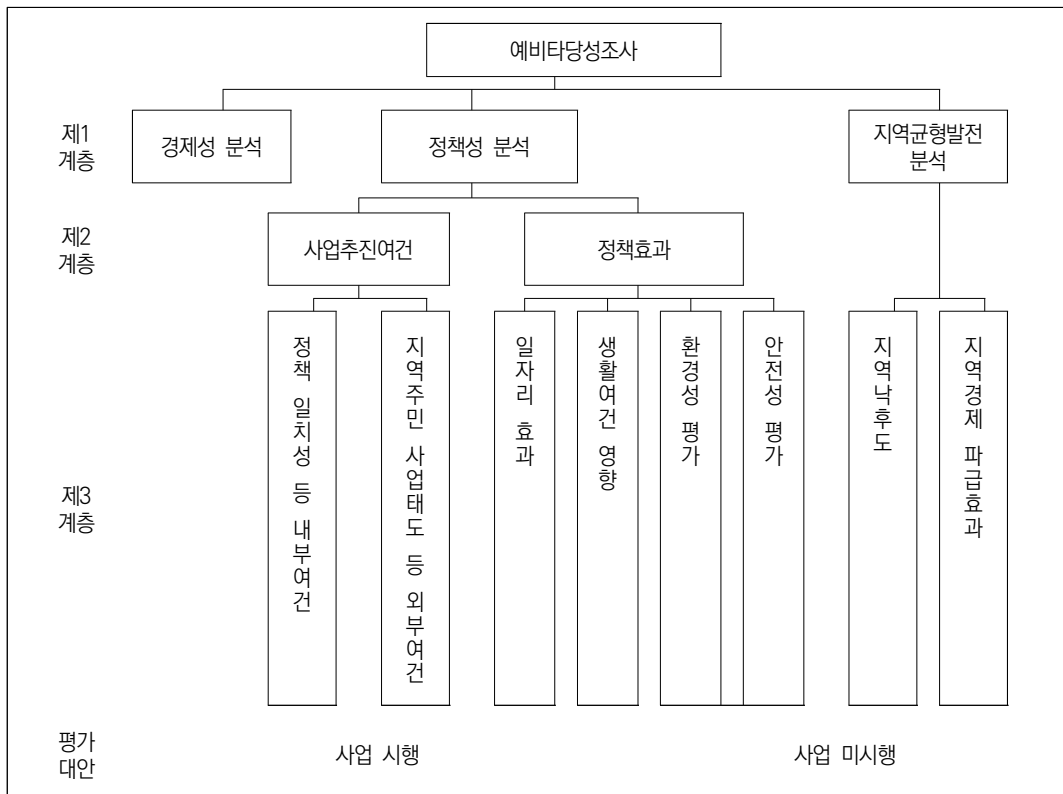 예비타당성조사
제1
계층
경제성 분석
정책성 분석
지역균형발전
분석
제2
계층
사업추진여건
정책효과
제3
계층
정책 일치성 등 내부여건
지역주민 사업태도 등 외부여건
일자리 효과
생활여건 영향
환경성 평가
안전성 평가
지역낙후도
지역경제 파급효과
평가
대안
사업 시행
사업 미시행